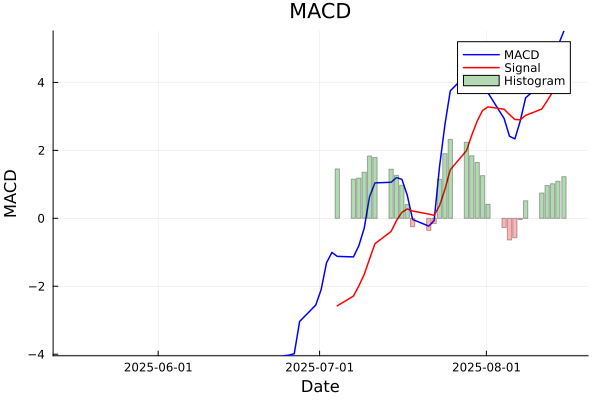 MACD
MACD
Signal
Histogram
4
2
0
−2
−4
MACD
2025-06-01
2025-07-01
2025-08-01
Date